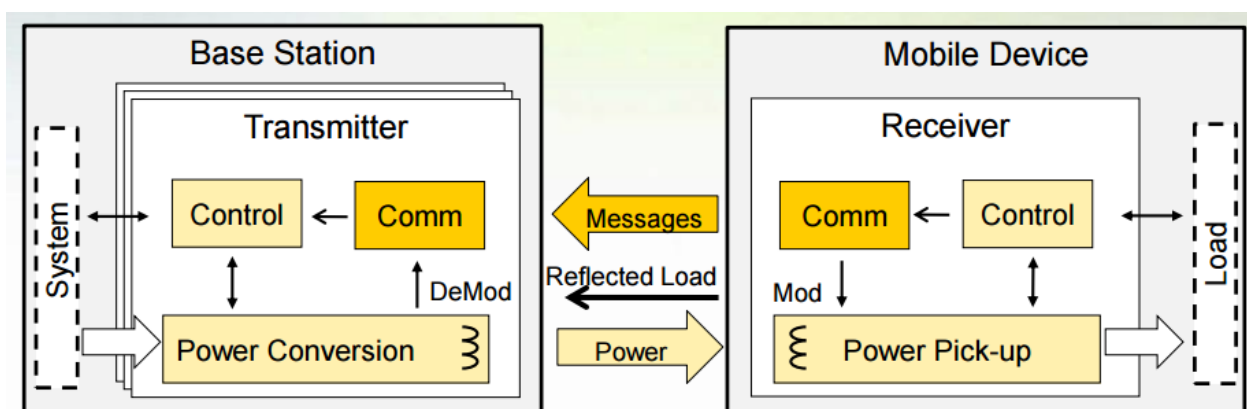 Base Station
Mobile Device
Transmitter
Receiver
System
Control
Comm
Messages
Comm
Control
Load
DeMod
Reflected Load
Mod
Power Conversion
Power
Power Pick-up